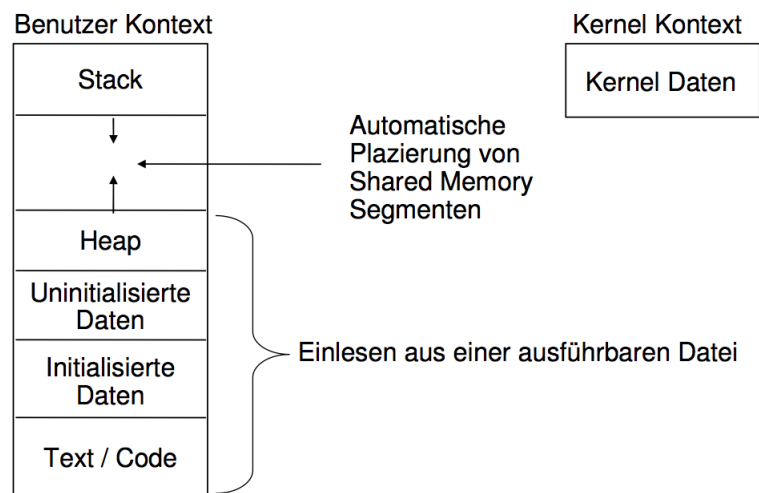 Benutzer Kontext
Kernel Kontext
Stack
Kernel Daten
Automatische
Plazierung von
Shared Memory
Segmenten
Heap
Uninitialisierte
Daten
Einlesen aus einer ausführbaren Datei
Initialisierte
Daten
Text / Code